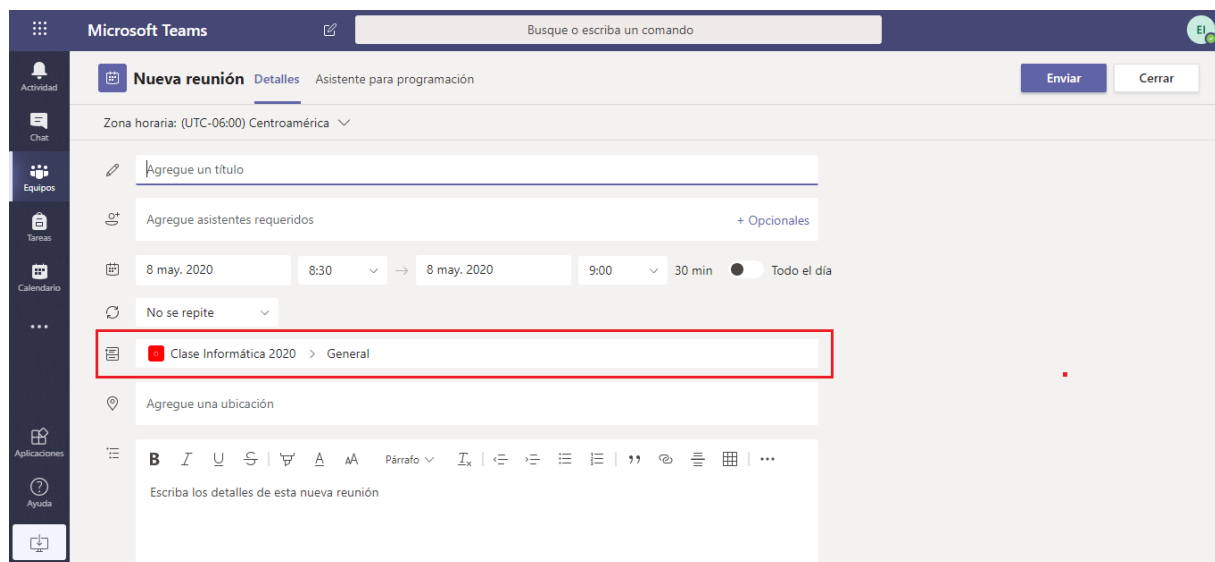 Microsoft Teams Busque o escriba un comando EI
Actividad
Chat
Equipos
Tareas
Calendario
Aplicaciones
Ayuda
Nueva reunión Detalles Asistente para programación Enviar Cerrar
Zona horaria: (UTC-06:00) Centroamérica
Agregue un título
Agregue asistentes requeridos + Opcionales
8 may. 2020 8:30 → 8 may. 2020 9:00 30 min Todo el día
No se repite
Clase Informática 2020 > General
Agregue una ubicación
B I U S A AA Párrafo
Escriba los detalles de esta nueva reunión